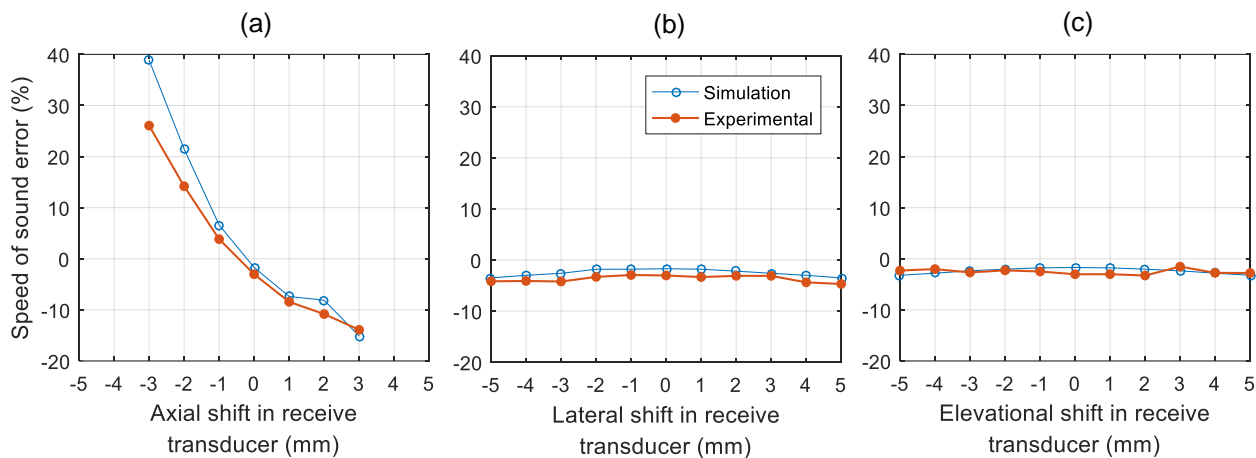 (a)
(b)
(c)
Speed of sound error (%)
40
30
20
10
0
-10
-20
-5 -4 -3 -2 -1 0 1 2 3 4 5
Axial shift in receive
transducer (mm)
Simulation
Experimental
40
30
20
10
0
-10
-20
-5 -4 -3 -2 -1 0 1 2 3 4 5
Lateral shift in receive
transducer (mm)
40
30
20
10
0
-10
-20
-5 -4 -3 -2 -1 0 1 2 3 4 5
Elevational shift in receive
transducer (mm)